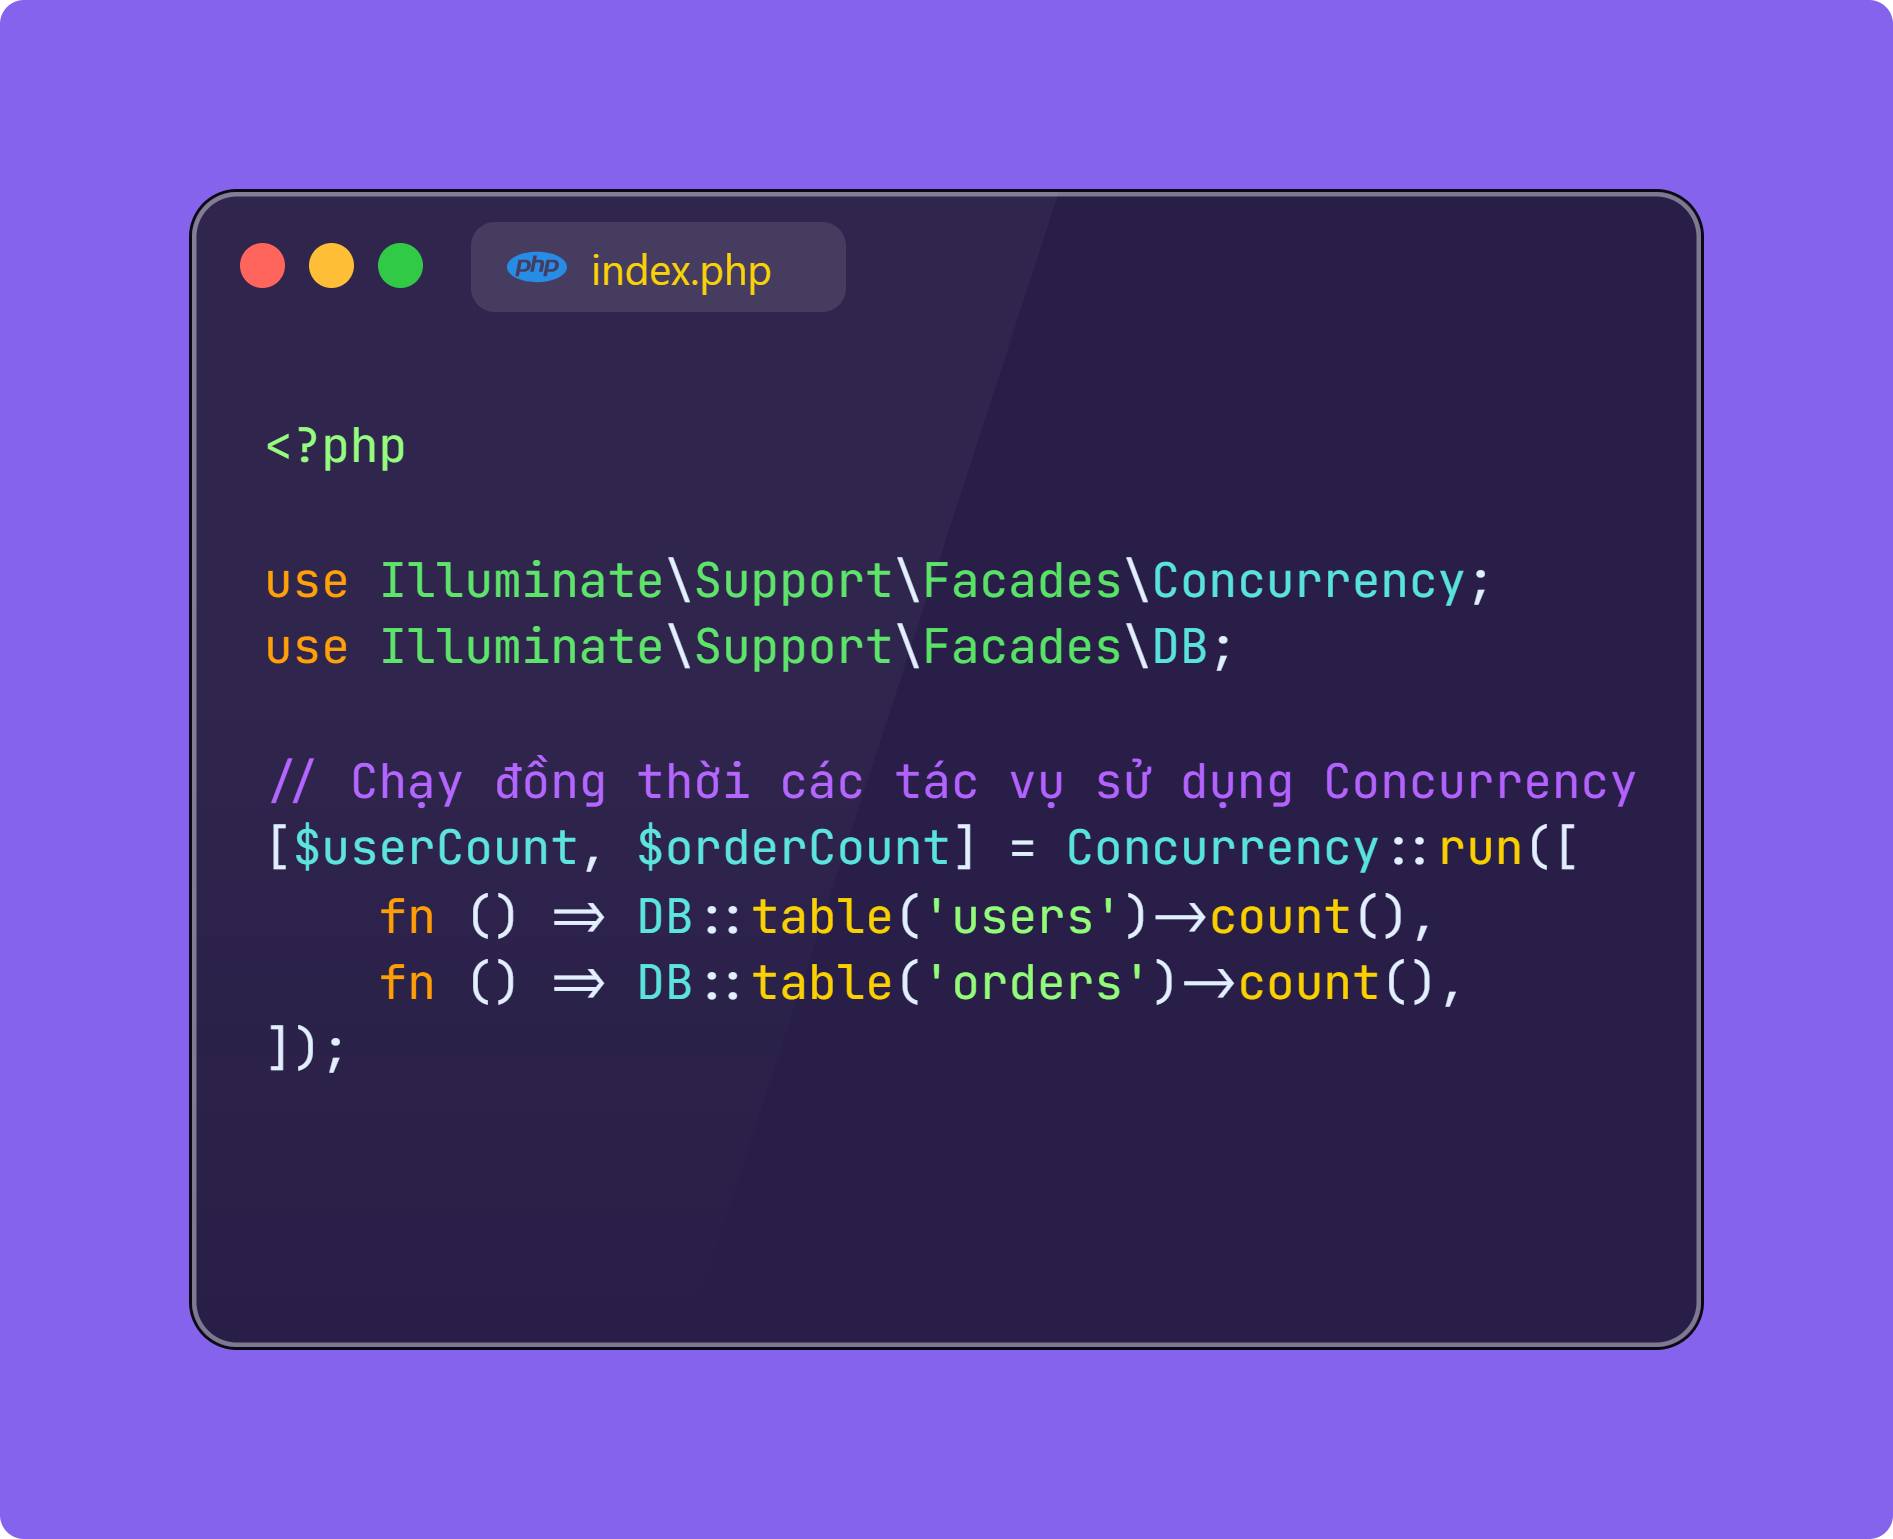 php index.php
<?php
use Illuminate\Support\Facades\Concurrency;
use Illuminate\Support\Facades\DB;
// Chạy đồng thời các tác vụ sử dụng Concurrency
[$userCount, $orderCount] = Concurrency::run([
    fn () => DB::table('users')->count(),
    fn () => DB::table('orders')->count(),
]);